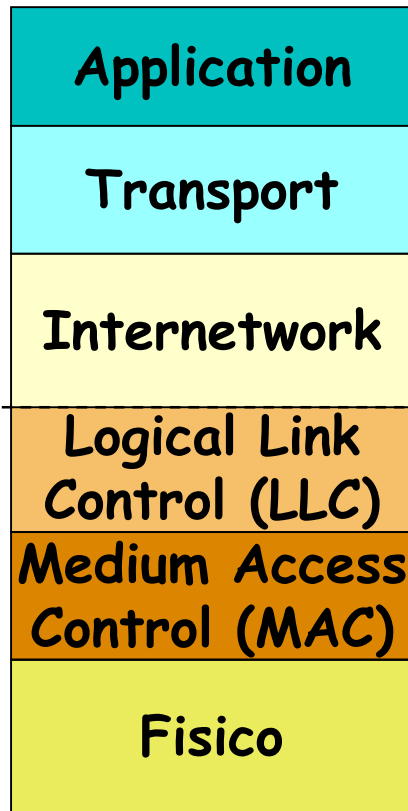 Application
Transport
Internetwork
Logical Link
Control (LLC)
Medium Access
Control (MAC)
Fisico